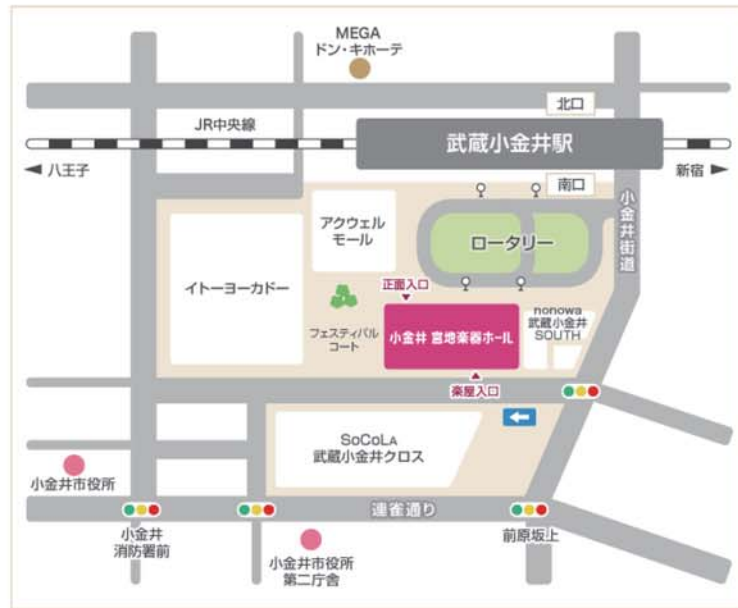 MEGA
ドン・キホーテ
北口
JR中央線
武蔵小金井駅
八王子
新宿
南口
小金井街道
アクウェル
モール
ロータリー
イトーヨーカドー
正面入口
nonowa
武蔵小金井
SOUTH
フェスティバル
コート
小金井 宮地楽器ホール
楽屋入口
SoCoLA
武蔵小金井クロス
小金井市役所
連雀通り
小金井
消防署前
前原坂上
小金井市役所
第二庁舎